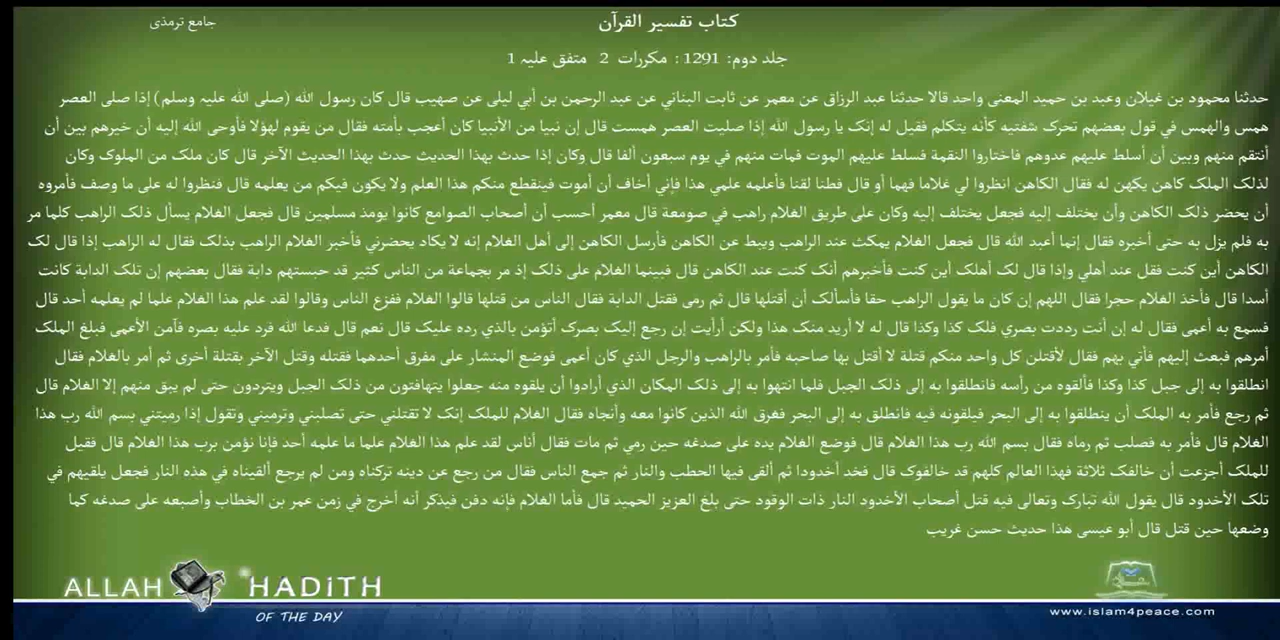 كتاب تفسير القرآن
جامع ترمذی
جلد دوم: 1291 : مکررات 2 متفق علیہ 1
حدثنا محمود بن غيلان وعبد بن حميد المعنى واحد قالا حدثنا عبد الرزاق عن معمر عن ثابت البناني عن عبد الرحمن بن أبي ليلى عن صهيب قال كان رسول الله (صلی اللہ علیہ وسلم) إذا صلى العصر
همس والهمس في قول بعضهم تحرك شفتيه كأنه يتكلم فقيل له إنك يا رسول الله إذا صليت العصر همست قال إن نبيا من الأنبيا كان أعجب بأمته فقال من يقوم لهؤلا فأوحى الله إليه أن خيرهم بين أن
أنتقم منهم وبين أن أسلط عليهم عدوهم فاختاروا النقمة فسلط عليهم الموت فمات منهم في يوم سبعون ألفا قال وكان إذا حدث بهذا الحديث حدث بهذا الحديث الآخر قال كان ملك من الملوك وكان
لذلك الملك كاهن يكهن له فقال الكاهن انظروا لي غلاما فهما أو قال فطنا لقنا فأعلمه علمي هذا فإني أخاف أن أموت فينقطع منكم هذا العلم ولا يكون فيكم من يعلمه قال فنظروا له على ما وصف فأمروه
أن يحضر ذلك الكاهن وأن يختلف إليه فجعل يختلف إليه وكان على طريق الغلام راهب في صومعة قال معمر أحسب أن أصحاب الصوامع كانوا يومذ مسلمين قال فجعل الغلام يسأل ذلك الراهب كلما مر
به فلم يزل به حتى أخبره فقال إنما أعبد الله قال فجعل الغلام يمكث عند الراهب ويبط عن الكاهن فأرسل الكاهن إلى أهل الغلام إنه لا يكاد يحضرني فأخبر الغلام الراهب بذلك فقال له الراهب إذا قال لك
الكاهن أين كنت فقل عند أهلي وإذا قال لك أهلك أين كنت فأخبرهم أنك كنت عند الكاهن قال فبينما الغلام على ذلك إذ مر بجماعة من الناس كثير قد حبستهم دابة فقال بعضهم إن تلك الدابة كانت
أسدا قال فأخذ الغلام حجرا فقال اللهم إن كان ما يقول الراهب حقا فأسألك أن أقتلها قال ثم رمى فقتل الدابة فقال الناس من قتلها قالوا الغلام ففزع الناس وقالوا لقد علم هذا الغلام علما لم يعلمه أحد قال
فسمع به أعمى فقال له إن أنت رددت بصري فلك كذا وكذا قال له لا أريد منك هذا ولكن أرأيت إن رجع إليك بصرك أتؤمن بالذي رده عليك قال نعم قال فدعا الله فرد عليه بصره فآمن الأعمى فبلغ الملك
أمرهم فبعث إليهم فأتي بهم فقال لأقتلن كل واحد منكم قتلة لا أقتل بها صاحبه فأمر بالراهب والرجل الذي كان أعمى فوضع المنشار على مفرق أحدهما فقتله وقتل الآخر بقتلة أخرى ثم أمر بالغلام فقال
انطلقوا به إلى جبل كذا وكذا فألقوه من رأسه فانطلقوا به إلى ذلك الجبل فلما انتهوا به إلى ذلك المكان الذي أرادوا أن يلقوه منه جعلوا يتهافتون من ذلك الجبل ويتردون حتى لم يبق منهم إلا الغلام قال
ثم رجع فأمر به الملك أن ينطلقوا به إلى البحر فيلقونه فيه فانطلق به إلى البحر فغرق الله الذين كانوا معه وأنجاه فقال الغلام للملك إنك لا تقتلني حتى تصلبني وترميني وتقول إذا رميتني بسم الله رب هذا
الغلام قال فأمر به فصلب ثم رماه فقال بسم الله رب هذا الغلام قال فوضع الغلام يده على صدغه حين رمي ثم مات فقال أناس لقد علم هذا الغلام علما ما علمه أحد فإنا نؤمن برب هذا الغلام قال فقيل
للملك أجزعت أن خالفك ثلاثة فهذا العالم كلهم قد خالفوك قال فخد أخدودا ثم ألقى فيها الحطب والنار ثم جمع الناس فقال من رجع عن دينه تركناه ومن لم يرجع ألقيناه في هذه النار فجعل يلقيهم في
تلك الأخدود قال يقول الله تبارك وتعالى فيه قتل أصحاب الأخدود النار ذات الوقود حتى بلغ العزيز الحميد قال فأما الغلام فإنه دفن فيذكر أنه أخرج في زمن عمر بن الخطاب وأصبعه على صدغه كما
وضعها حين قتل قال أبو عيسى هذا حديث حسن غريب
ALLAH HADITH
OF THE DAY
www.islam4peace.com